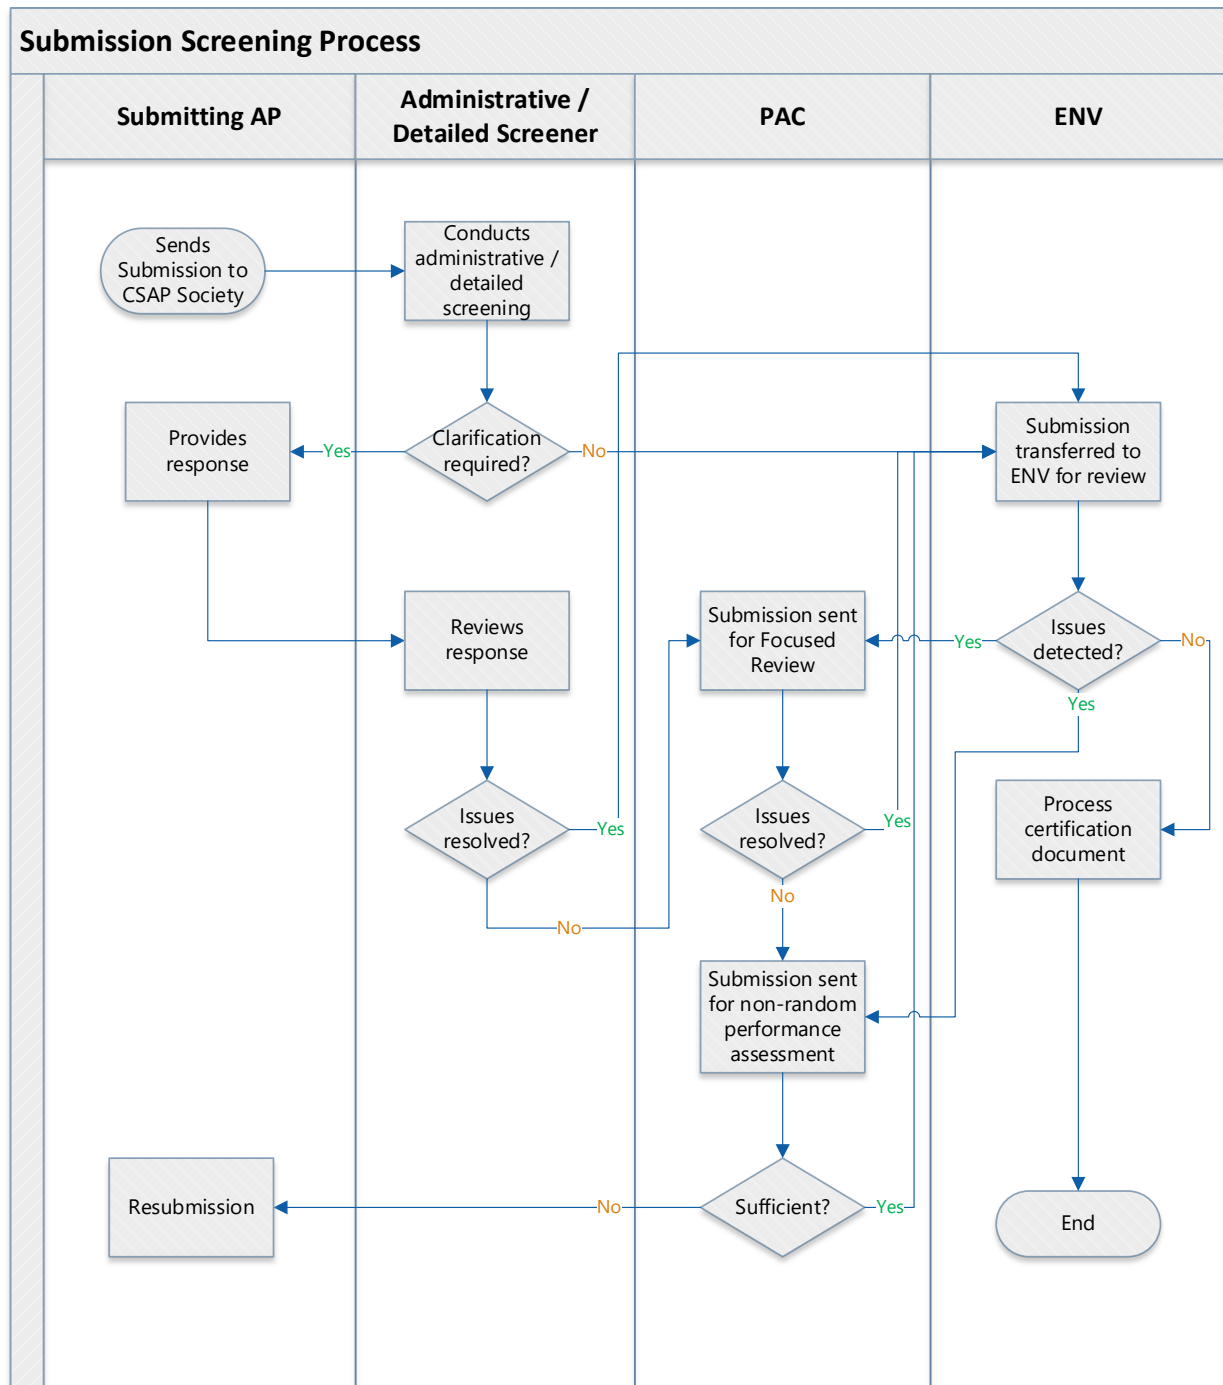 Submission Screening Process
Submitting AP
Administrative /
Detailed Screener
PAC
ENV
Sends
Submission to
CSAP Society
Conducts
administrative /
detailed
screening
Provides
response
Yes
Clarification
required?
No
Submission
transferred to
ENV for review
Reviews
response
Submission sent
for Focused
Review
Yes
Issues
detected?
No
Yes
Issues
resolved?
Yes
Issues
resolved?
Yes
Process
certification
document
No
No
Submission sent
for non-random
performance
assessment
Resubmission
No
Sufficient?
Yes
End